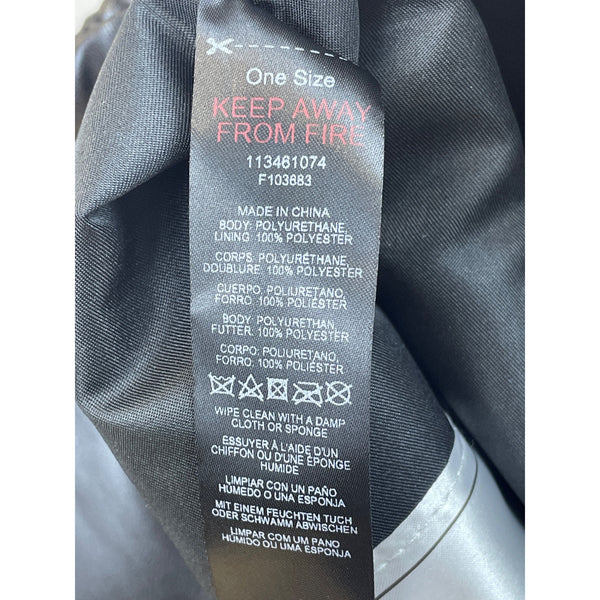 One Size
KEEP AWAY
FROM FIRE
113461074
F103683
MADE IN CHINA
BODY: POLYURETHANE,
LINING: 100% POLYESTER
CORPS: POLYURÉTHANE,
DOUBLURE: 100% POLYESTER
CUERPO: POLIURETANO,
FORRO: 100% POLIÉSTER
BODY: POLYURETHAN,
FUTTER: 100% POLYESTER
CORPO: POLIURETANO,
FORRO: 100% POLIÉSTER
WIPE CLEAN WITH A DAMP
CLOTH OR SPONGE
ESSUYER À L'AIDE D'UN
CHIFFON OU D'UNE ÉPONGE
HUMIDE
LIMPIAR CON UN PAÑO
HÚMEDO O UNA ESPONJA
MIT EINEM FEUCHTEN TUCH
ODER SCHWAMM ABWISCHEN
LIMPAR COM UM PANO
HÚMIDO OU UMA ESPONJA